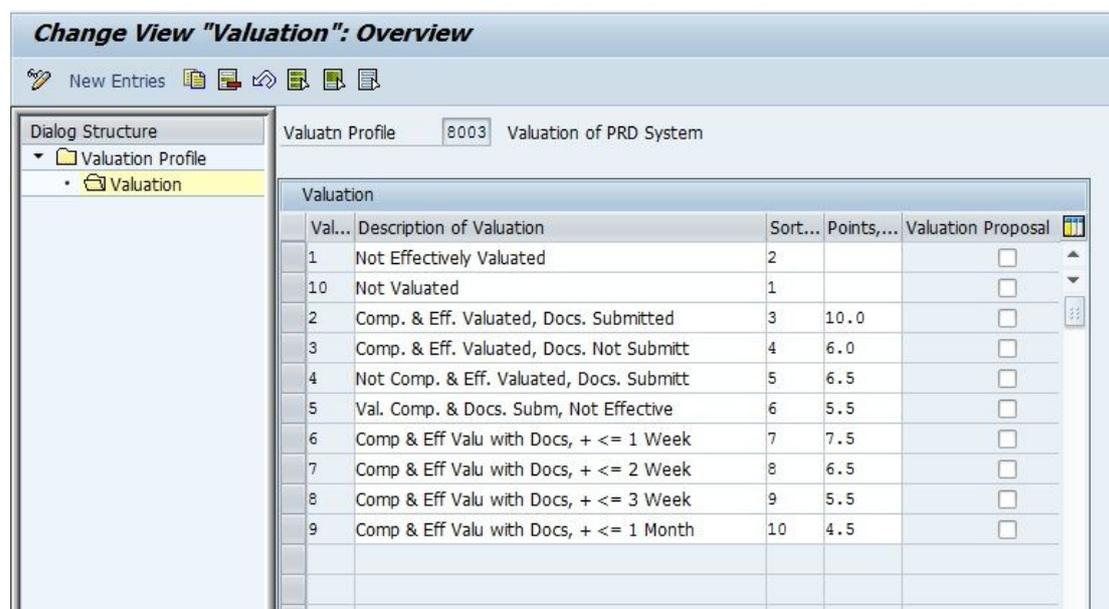 Change View "Valuation": Overview
New Entries
Dialog Structure
Valuation Profile
Valuation
Valuatn Profile 8003 Valuation of PRD System
Valuation
Val... Description of Valuation Sort... Points,... Valuation Proposal
1 Not Effectively Valuated 2
10 Not Valuated 1
2 Comp. & Eff. Valuated, Docs. Submitted 3 10.0
3 Comp. & Eff. Valuated, Docs. Not Submitt 4 6.0
4 Not Comp. & Eff. Valuated, Docs. Submitt 5 6.5
5 Val. Comp. & Docs. Subm, Not Effective 6 5.5
6 Comp & Eff Valu with Docs, + <= 1 Week 7 7.5
7 Comp & Eff Valu with Docs, + <= 2 Week 8 6.5
8 Comp & Eff Valu with Docs, + <= 3 Week 9 5.5
9 Comp & Eff Valu with Docs, + <= 1 Month 10 4.5